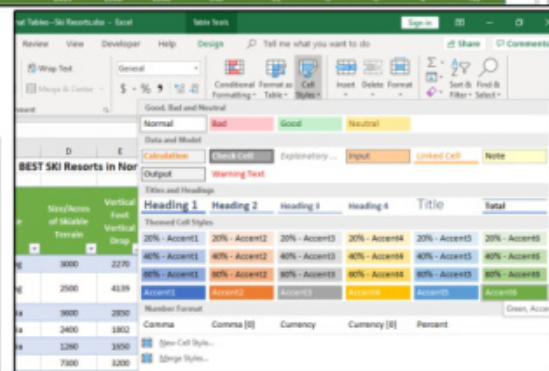 nat Tables--Ski Resorts.xlsx - Excel
Table Tools
Sign in
Review View Developer Help Design Tell me what you want to do Share Comments
Wrap Text
General
Merge & Center
$ - % 9
Conditional Formatting
Format as Table
Cell Styles
Insert Delete Format
Sort & Filter
Find & Select
Good, Bad and Neutral
Normal Bad Good Neutral
Data and Model
Calculation Check Cell Explanatory ... Input Linked Cell Note
Output Warning Text
Titles and Headings
Heading 1 Heading 2 Heading 3 Heading 4 Title Total
Themed Cell Styles
20% - Accent1 20% - Accent2 20% - Accent3 20% - Accent4 20% - Accent5 20% - Accent6
40% - Accent1 40% - Accent2 40% - Accent3 40% - Accent4 40% - Accent5 40% - Accent6
60% - Accent1 60% - Accent2 60% - Accent3 60% - Accent4 60% - Accent5 60% - Accent6
Accent1 Accent2 Accent3 Accent4 Accent5 Accent6
Green, Accen
Number Format
Comma Comma [0] Currency Currency [0] Percent
New Cell Style...
Merge Styles...
D E
BEST SKI Resorts in Nor
Size/Acres of Skiable Terrain
Vertical Feet Vertical Drop
3000 2270
2500 4139
3600 2850
2400 1802
1260 1650
7300 3200